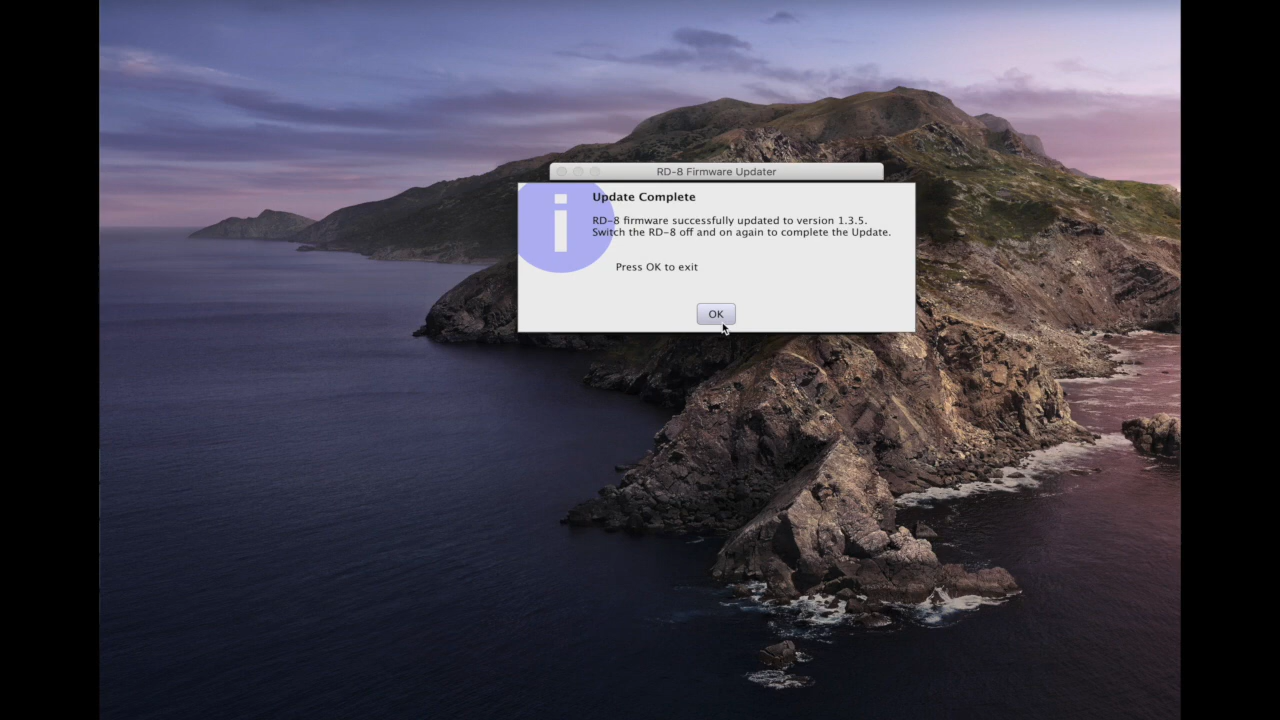 RD-8 Firmware Updater
Update Complete
RD-8 firmware successfully updated to version 1.3.5.
Switch the RD-8 off and on again to complete the Update.
Press OK to exit
OK